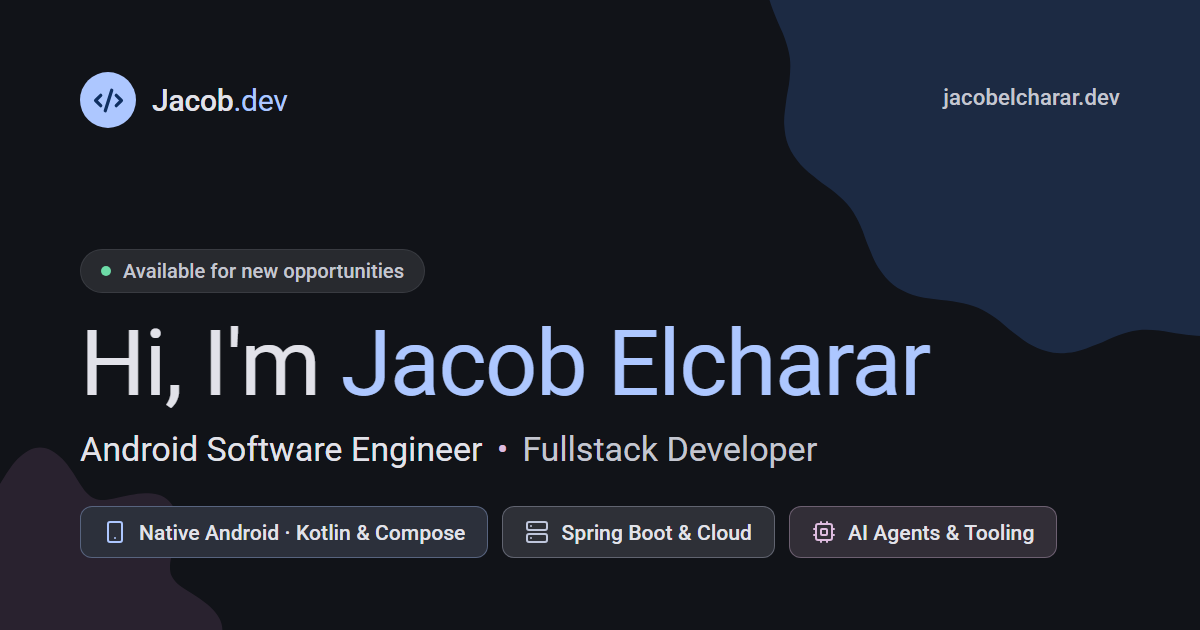 Jacob.dev
jacobelcharar.dev
Available for new opportunities
Hi, I'm Jacob Elcharar
Android Software Engineer • Fullstack Developer
Native Android · Kotlin & Compose
Spring Boot & Cloud
AI Agents & Tooling